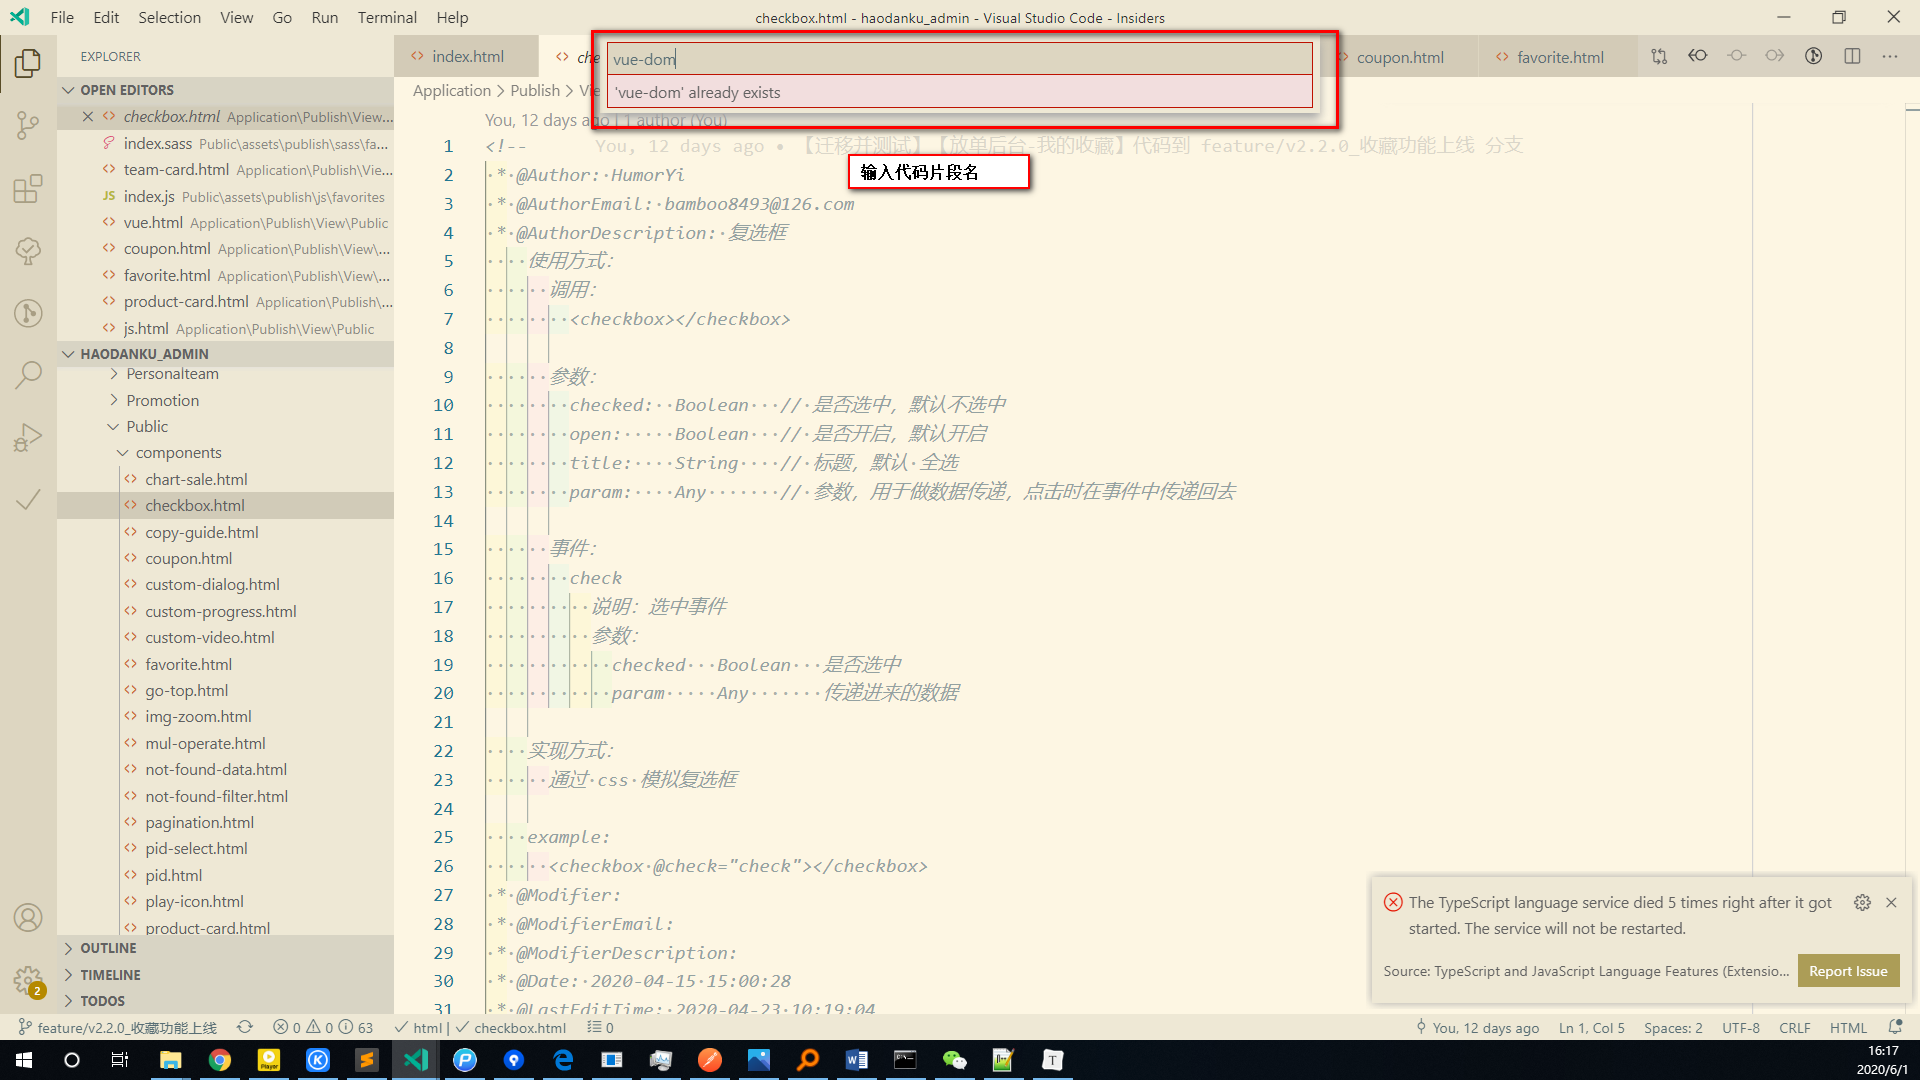 File Edit Selection View Go Run Terminal Help
checkbox.html - haodanku_admin - Visual Studio Code - Insiders
EXPLORER
OPEN EDITORS
checkbox.html Application\Publish\View...
index.sass Public\assets\publish\sass\fa...
team-card.html Application\Publish\Vie...
JS index.js Public\assets\publish\js\favorites
vue.html Application\Publish\View\Public
coupon.html Application\Publish\View\...
favorite.html Application\Publish\View\...
product-card.html Application\Publish\...
js.html Application\Publish\View\Public
HAODANKU_ADMIN
Personalteam
Promotion
Public
components
chart-sale.html
checkbox.html
copy-guide.html
coupon.html
custom-dialog.html
custom-progress.html
custom-video.html
favorite.html
go-top.html
img-zoom.html
mul-operate.html
not-found-data.html
not-found-filter.html
pagination.html
pid-select.html
pid.html
play-icon.html
product-card.html
OUTLINE
TIMELINE
TODOS
index.html
che
coupon.html
favorite.html
vue-dom
'vue-dom' already exists
Application > Publish > Vie
You, 12 days ago | 1 author (You)
输入代码片段名
1 <!-- You, 12 days ago • 【迁移并测试】【放单后台-我的收藏】代码到 feature/v2.2.0_收藏功能上线 分支
2 * @Author: HumorYi
3 * @AuthorEmail: bamboo8493@126.com
4 * @AuthorDescription: 复选框
5 使用方式:
6 调用:
7 <checkbox></checkbox>
8
9 参数:
10 checked: Boolean // 是否选中，默认不选中
11 open: Boolean // 是否开启，默认开启
12 title: String // 标题，默认 全选
13 param: Any // 参数，用于做数据传递，点击时在事件中传递回去
14
15 事件:
16 check
17 说明: 选中事件
18 参数:
19 checked Boolean 是否选中
20 param Any 传递进来的数据
21
22 实现方式:
23 通过 css 模拟复选框
24
25 example:
26 <checkbox @check="check"></checkbox>
27 * @Modifier:
28 * @ModifierEmail:
29 * @ModifierDescription:
30 * @Date: 2020-04-15 15:00:28
31 * @LastEditTime: 2020-04-23 10:19:04
The TypeScript language service died 5 times right after it got
started. The service will not be restarted.
Source: TypeScript and JavaScript Language Features (Extensio...
Report Issue
2
feature/v2.2.0_收藏功能上线 0 0 63 html | checkbox.html 0
You, 12 days ago Ln 1, Col 5 Spaces: 2 UTF-8 CRLF HTML
Player
16:17
2020/6/1